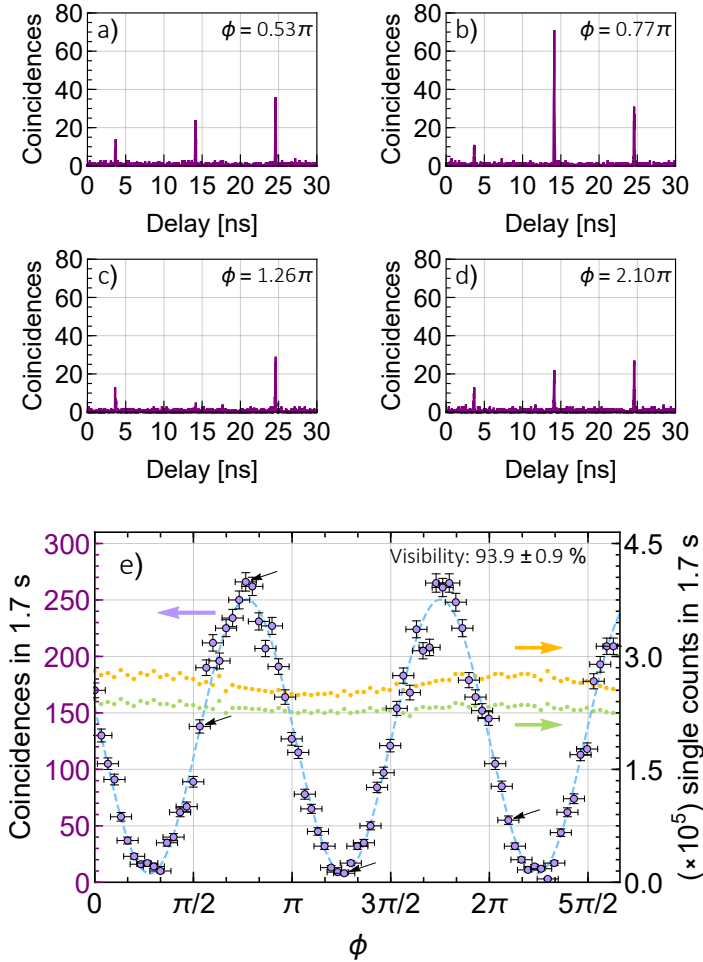 a)
ϕ = 0.53π
80
60
40
20
0
0 5 10 15 20 25 30
Coincidences
Delay [ns]
b)
ϕ = 0.77π
80
60
40
20
0
0 5 10 15 20 25 30
Coincidences
Delay [ns]
c)
ϕ = 1.26π
80
60
40
20
0
0 5 10 15 20 25 30
Coincidences
Delay [ns]
d)
ϕ = 2.10π
80
60
40
20
0
0 5 10 15 20 25 30
Coincidences
Delay [ns]
e)
Visibility: 93.9 ± 0.9 %
300
250
200
150
100
50
0
Coincidences in 1.7 s
4.5
3.0
1.5
0.0
(×10⁵) single counts in 1.7 s
0 π/2 π 3π/2 2π 5π/2
ϕ